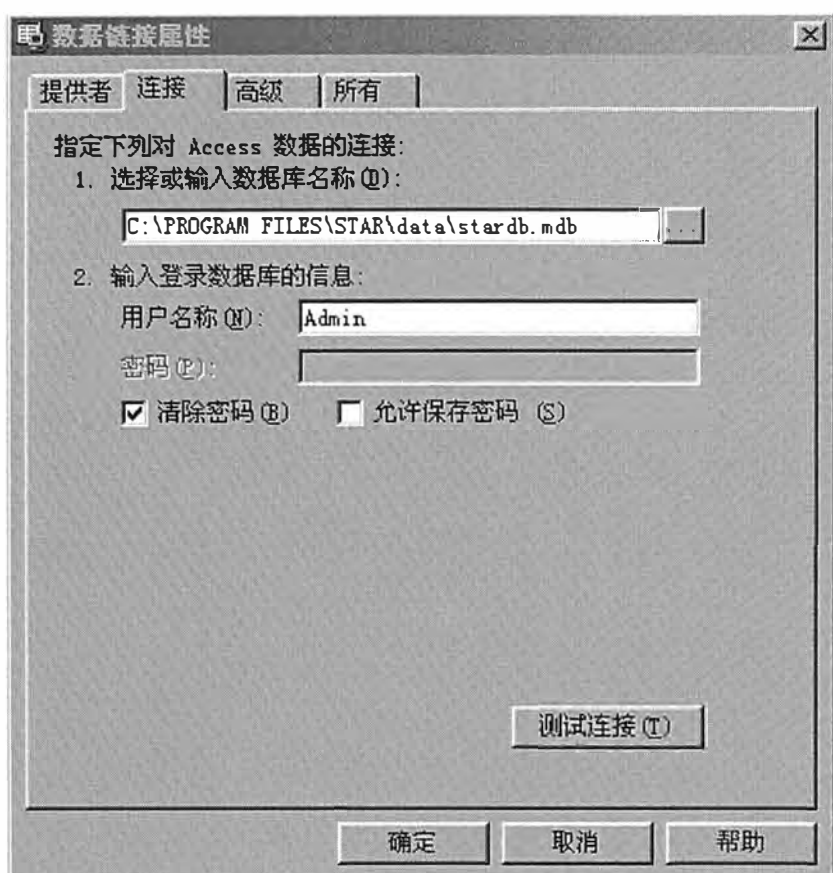 数据链接属性
提供者 连接 高级 所有
指定下列对 Access 数据的连接:
1. 选择或输入数据库名称(D):
C:\PROGRAM FILES\STAR\data\stardb.mdb ...
2. 输入登录数据库的信息:
用户名称(N): Admin
密码(P):
清除密码(B) 允许保存密码 (S)
测试连接(T)
确定 取消 帮助